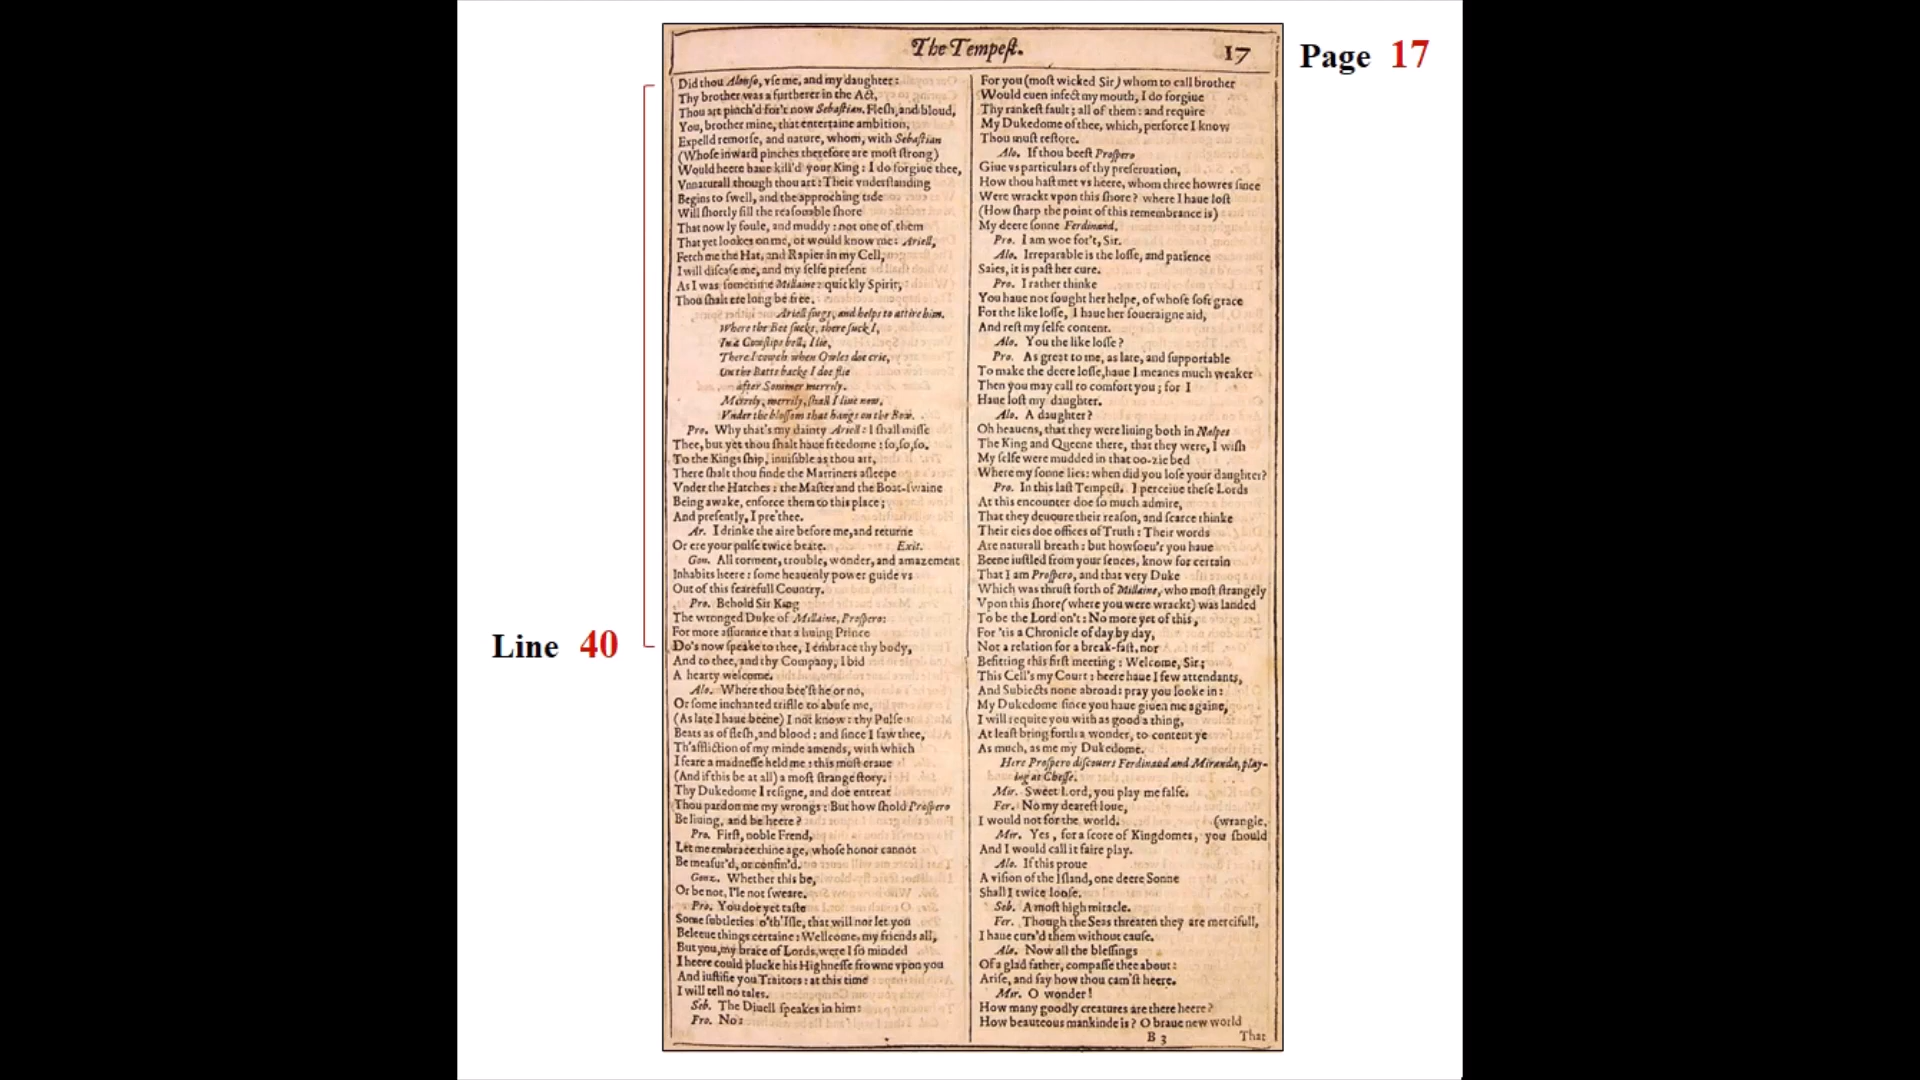 The Tempeſt.
17
Page 17
Line 40
Did thou Alonſo, vſe me, and my daughter:
Thy brother was a furtherer in the Act,
Thou art pinch'd for't now Sebaſtian. Fleſh, and bloud,
You, brother mine, that entertaine ambition,
Expelld remorſe, and nature, whom, with Sebaſtian
(Whoſe inward pinches therefore are moſt ſtrong)
Would heere haue kill'd your King: I do forgiue thee,
Vnnaturall though thou art: Their vnderſtanding
Begins to ſwell, and the approching tide
Will ſhortly fill the reaſonable ſhore
That now ly foule, and muddy: not one of them
That yet lookes on me, or would know me: Ariell,
Fetch me the Hat, and Rapier in my Cell,
I will diſcaſe me, and my ſelfe preſent
As I was ſometime Millaine: quickly Spirit,
Thou ſhalt ere long be free.
Ariell ſings, and helps to attire him.
Where the Bee ſucks, there ſuck I,
In a Cowſlips bell, I lie,
There I cowch when Owles doe crie,
On the Batts backe I doe flie
after Sommer merrily.
Merrily, merrily, ſhall I liue now,
Vnder the bloſſom that hangs on the Bow.
Pro. Why that's my dainty Ariell: I ſhall miſſe
Thee, but yet thou ſhalt haue freedome: ſo, ſo, ſo.
To the Kings ſhip, inuiſible as thou art,
There ſhalt thou finde the Marriners aſleepe
Vnder the Hatches: the Maſter and the Boat-ſwaine
Being awake, enforce them to this place;
And preſently, I pre'thee.
Ar. I drinke the aire before me, and returne
Or ere your pulſe twice beate. Exit.
Gon. All torment, trouble, wonder, and amazement
Inhabits heere: ſome heauenly power guide vs
Out of this fearefull Country.
Pro. Behold Sir King
The wronged Duke of Millaine, Proſpero:
For more aſſurance that a liuing Prince
Do's now ſpeake to thee, I embrace thy body,
And to thee, and thy Company, I bid
A hearty welcome.
Alo. Where thou bee'ſt he or no,
Or ſome inchanted triflle to abuſe me,
(As late I haue beene) I not know: thy Pulſe
Beats as of fleſh, and blood: and ſince I ſaw thee,
Th'affliction of my minde amends, with which
I feare a madneſſe held me: this muſt craue
(And if this be at all) a moſt ſtrange ſtory.
Thy Dukedome I reſigne, and doe entreat
Thou pardon me my wrongs: But how ſhold Proſpero
Be liuing, and be heere?
Pro. Firſt, noble Frend,
Let me embrace thine age, whoſe honor cannot
Be meaſur'd, or confin'd.
Gonz. Whether this be,
Or be not, I'le not ſweare.
Pro. You doe yet taſte
Some ſubtleties o'th'Iſle, that will nor let you
Beleeue things certaine: Wellcome, my friends all,
But you, my brace of Lords, were I ſo minded
I heere could plucke his Highneſſe frowne vpon you
And iuſtifie you Traitors: at this time
I will tell no tales.
Seb. The Diuell ſpeakes in him:
Pro. No:
For you (moſt wicked Sir) whom to call brother
Would euen infect my mouth, I do forgiue
Thy rankeſt fault; all of them: and require
My Dukedome of thee, which, perforce I know
Thou muſt reſtore.
Alo. If thou beeſt Proſpero
Giue vs particulars of thy preſeruation,
How thou haſt met vs heere, whom three howres ſince
Were wrackt vpon this ſhore? where I haue loſt
(How ſharp the point of this remembrance is)
My deere ſonne Ferdinand.
Pro. I am woe for't, Sir.
Alo. Irreparable is the loſſe, and patience
Saies, it is paſt her cure.
Pro. I rather thinke
You haue not ſought her helpe, of whoſe ſoft grace
For the like loſſe, I haue her ſoueraigne aid,
And reſt my ſelfe content.
Alo. You the like loſſe?
Pro. As great to me, as late, and ſupportable
To make the deere loſſe, haue I meanes much weaker
Then you may call to comfort you; for I
Haue loſt my daughter.
Alo. A daughter?
Oh heauens, that they were liuing both in Nalpes
The King and Queene there, that they were, I wiſh
My ſelfe were mudded in that oo-zie bed
Where my ſonne lies: when did you loſe your daughter?
Pro. In this laſt Tempeſt. I perceiue theſe Lords
At this encounter doe ſo much admire,
That they deuoure their reaſon, and ſcarce thinke
Their eies doe offices of Truth: Their words
Are naturall breath: but howſoeu'r you haue
Beene iuſtled from your ſences, know for certain
That I am Proſpero, and that very Duke
Which was thruſt forth of Millaine, who moſt ſtrangely
Vpon this ſhore (where you were wrackt) was landed
To be the Lord on't: No more yet of this,
For 'tis a Chronicle of day by day,
Not a relation for a break-faſt, nor
Befitting this firſt meeting: Welcome, Sir;
This Cell's my Court: heere haue I few attendants,
And Subiects none abroad: pray you looke in:
My Dukedome ſince you haue giuen me againe,
I will requite you with as good a thing,
At leaſt bring forth a wonder, to content ye
As much, as me my Dukedome.
Here Proſpero diſcouers Ferdinand and Miranda, play-
ing at Cheſſe.
Mir. Sweet Lord, you play me falſe.
Fer. No my deareſt loue,
I would not for the world. (wrangle,
Mir. Yes, for a ſcore of Kingdomes, you ſhould
And I would call it faire play.
Alo. If this proue
A viſion of the Iſland, one deere Sonne
Shall I twice looſe.
Seb. A moſt high miracle.
Fer. Though the Seas threaten they are mercifull,
I haue curs'd them without cauſe.
Alo. Now all the bleſſings
Of a glad father, compaſſe thee about:
Ariſe, and ſay how thou cam'ſt heere.
Mir. O wonder!
How many goodly creatures are there heere?
How beauteous mankinde is? O braue new world
B 3 That